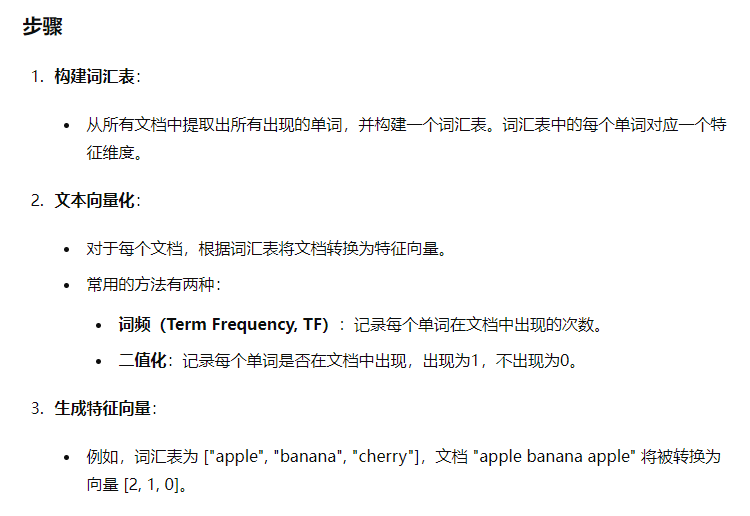 步骤
1. 构建词汇表：
• 从所有文档中提取出所有出现的单词，并构建一个词汇表。词汇表中的每个单词对应一个特
征维度。
2. 文本向量化：
• 对于每个文档，根据词汇表将文档转换为特征向量。
• 常用的方法有两种：
• 词频（Term Frequency, TF）：记录每个单词在文档中出现的次数。
• 二值化：记录每个单词是否在文档中出现，出现为1，不出现为0。
3. 生成特征向量：
• 例如，词汇表为 ["apple", "banana", "cherry"]，文档 "apple banana apple" 将被转换为
向量 [2, 1, 0]。